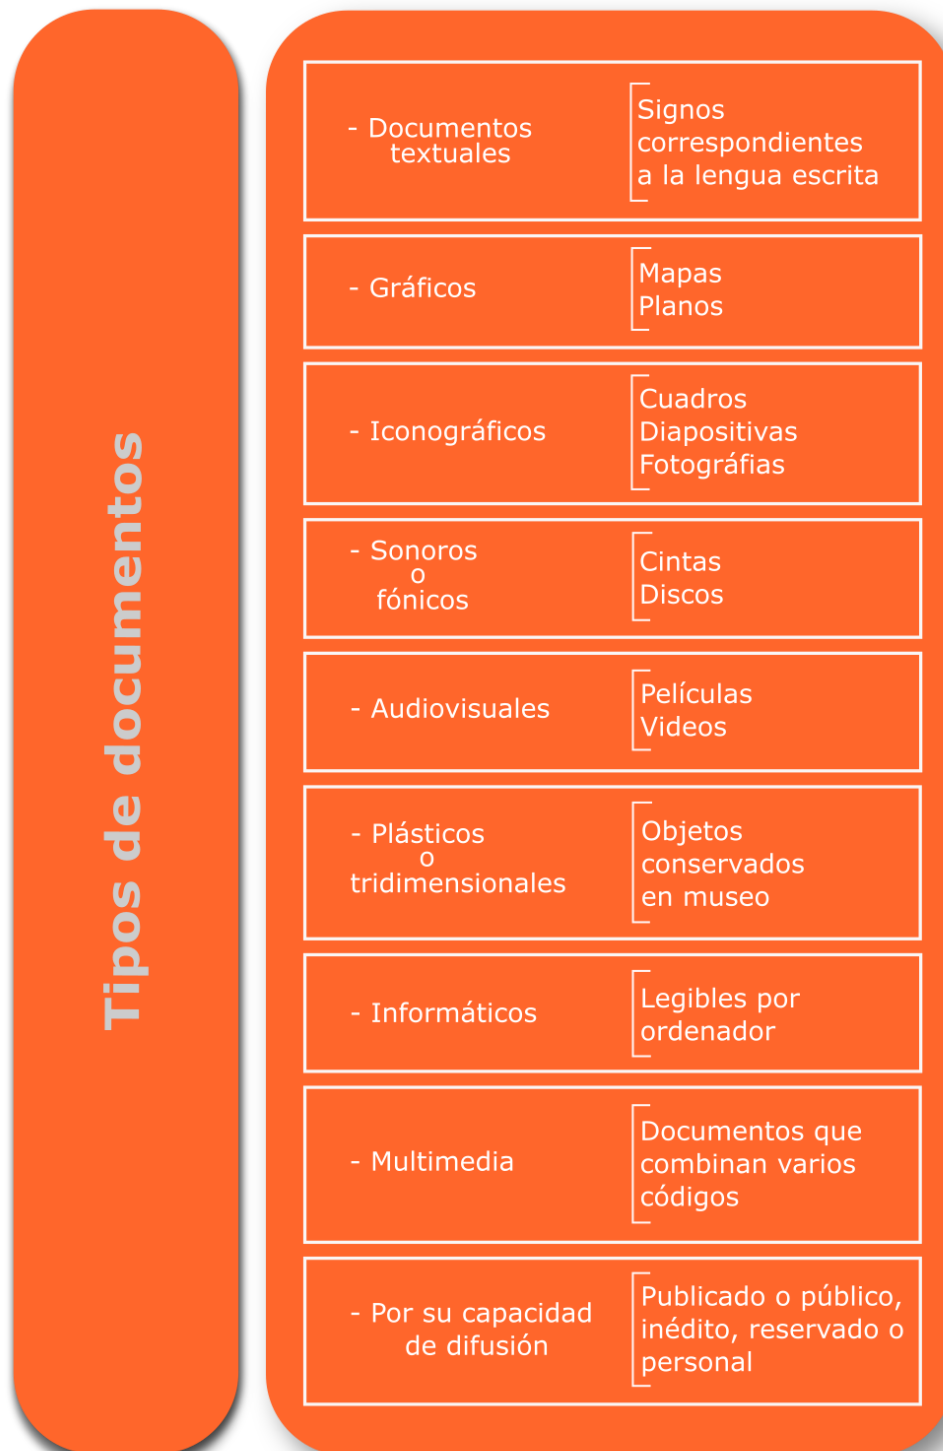 Tipos de documentos
- Documentos
textuales
Signos
correspondientes
a la lengua escrita
- Gráficos
Mapas
Planos
- Iconográficos
Cuadros
Diapositivas
Fotográfias
- Sonoros
o
fónicos
Cintas
Discos
- Audiovisuales
Películas
Videos
- Plásticos
o
tridimensionales
Objetos
conservados
en museo
- Informáticos
Legibles por
ordenador
- Multimedia
Documentos que
combinan varios
códigos
- Por su capacidad
de difusión
Publicado o público,
inédito, reservado o
personal